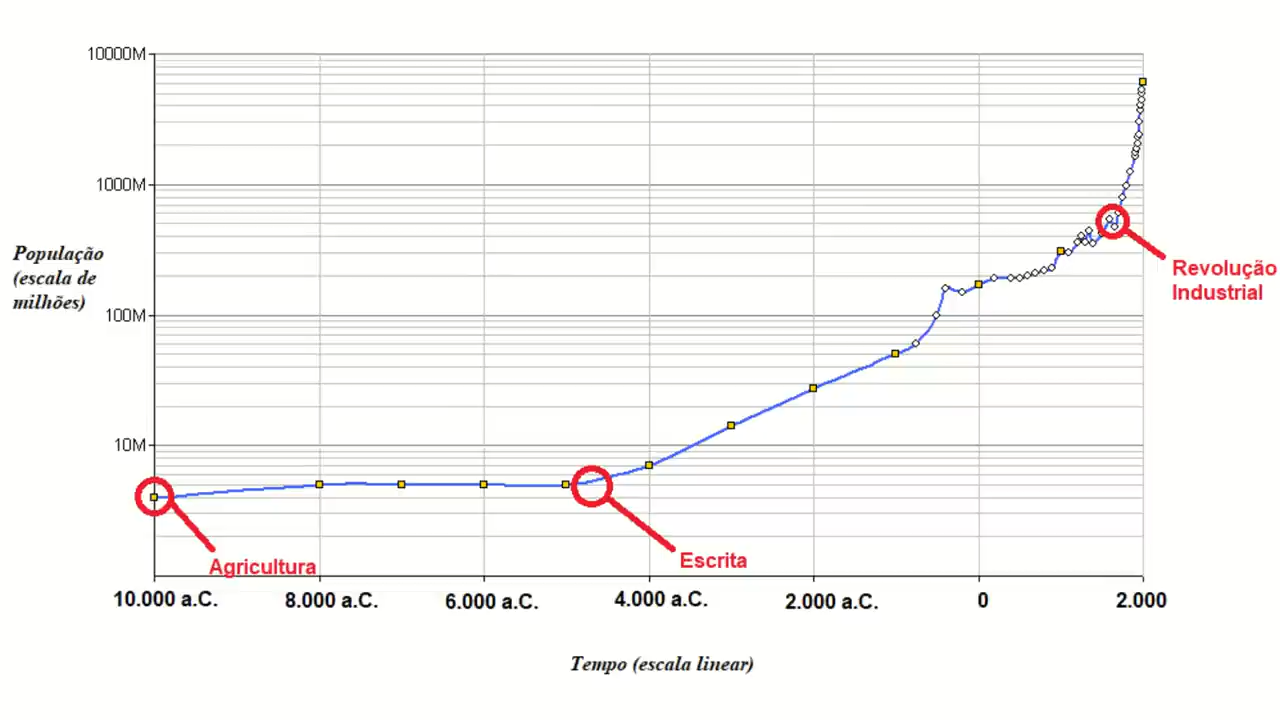 10000M
1000M
População
(escala de
milhões)
Revolução
Industrial
100M
10M
Escrita
Agricultura
10.000 a.C. 8.000 a.C. 6.000 a.C. 4.000 a.C. 2.000 a.C. 0 2.000
Tempo (escala linear)